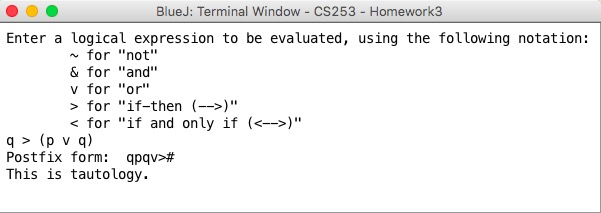 BlueJ: Terminal Window - CS253 - Homework3
Enter a logical expression to be evaluated, using the following notation:
~ for "not"
& for "and"
v for "or"
> for "if-then (-->)"
< for "if and only if (<-->)"
q > (p v q)
Postfix form:  qpqv>#
This is tautology.